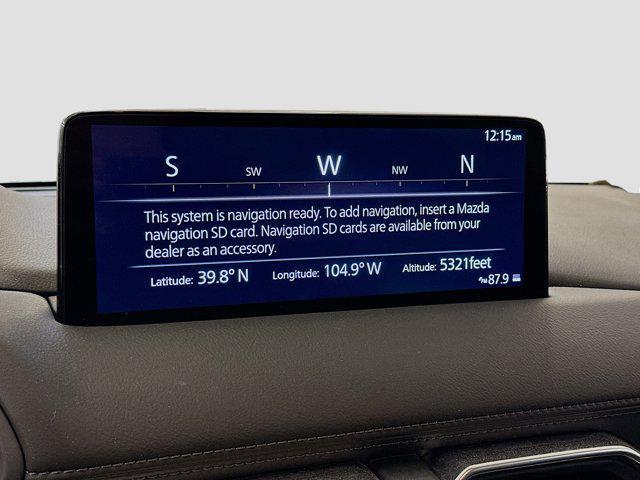 12:15am
S SW W NW N
This system is navigation ready. To add navigation, insert a Mazda
navigation SD card. Navigation SD cards are available from your
dealer as an accessory.
Latitude: 39.8° N Longitude: 104.9° W Altitude: 5321feet
FM 87.9